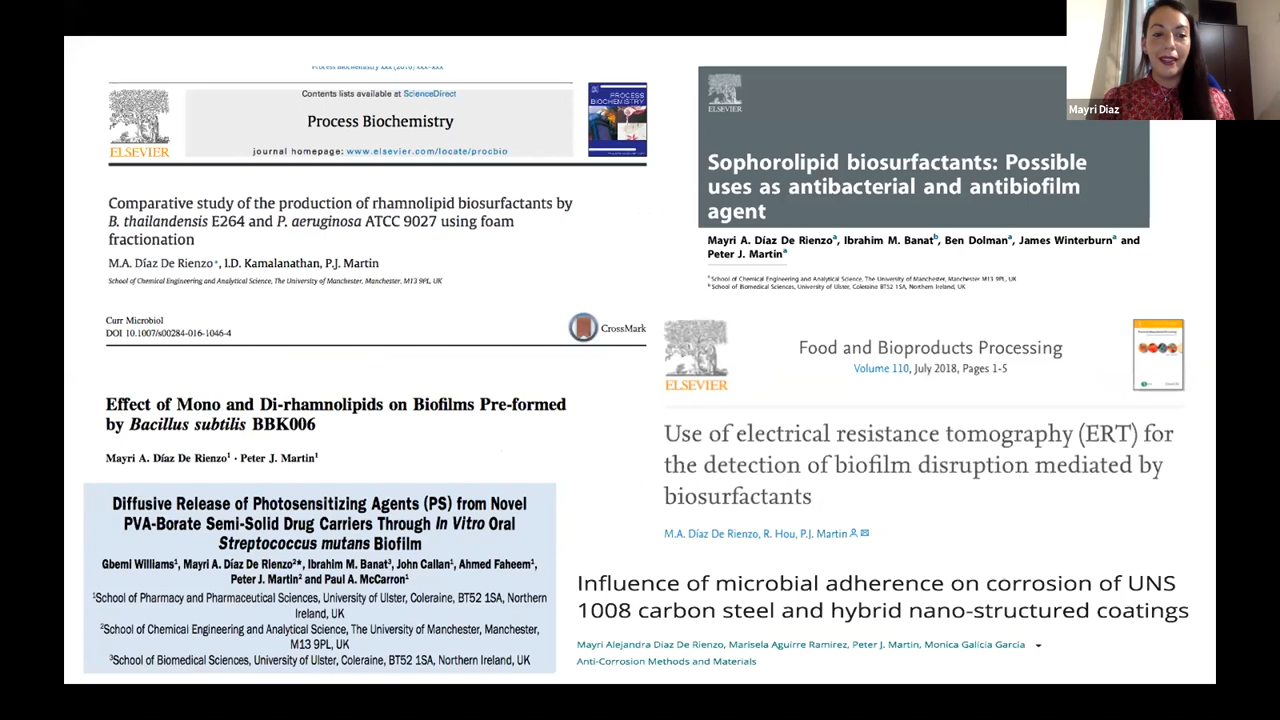 Process Biochemistry xxx (2016) xxx–xxx
Contents lists available at ScienceDirect
Process Biochemistry
journal homepage: www.elsevier.com/locate/procbio
ELSEVIER
PROCESS
BIOCHEMISTRY
Comparative study of the production of rhamnolipid biosurfactants by
B. thailandensis E264 and P. aeruginosa ATCC 9027 using foam
fractionation
M.A. Díaz De Rienzo*, I.D. Kamalanathan, P.J. Martin
School of Chemical Engineering and Analytical Science, The University of Manchester, Manchester, M13 9PL, UK
Curr Microbiol
DOI 10.1007/s00284-016-1046-4
CrossMark
Effect of Mono and Di-rhamnolipids on Biofilms Pre-formed
by Bacillus subtilis BBK006
Mayri A. Díaz De Rienzo¹ · Peter J. Martin¹
Diffusive Release of Photosensitizing Agents (PS) from Novel
PVA-Borate Semi-Solid Drug Carriers Through In Vitro Oral
Streptococcus mutans Biofilm
Gbemi Williams¹, Mayri A. Díaz De Rienzo²*, Ibrahim M. Banat³, John Callan¹, Ahmed Faheem¹,
Peter J. Martin² and Paul A. McCarron¹
¹School of Pharmacy and Pharmaceutical Sciences, University of Ulster, Coleraine, BT52 1SA, Northern
Ireland, UK
²School of Chemical Engineering and Analytical Science, The University of Manchester, Manchester,
M13 9PL, UK
³School of Biomedical Sciences, University of Ulster, Coleraine, BT52 1SA, Northern Ireland, UK
Mayri Diaz
ELSEVIER
Sophorolipid biosurfactants: Possible
uses as antibacterial and antibiofilm
agent
Mayri A. Díaz De Rienzoᵃ, Ibrahim M. Banatᵇ, Ben Dolmanᵃ, James Winterburnᵃ and
Peter J. Martinᵃ
ᵃ School of Chemical Engineering and Analytical Science, The University of Manchester, Manchester M13 9PL, UK
ᵇ School of Biomedical Sciences, University of Ulster, Coleraine BT52 1SA, Northern Ireland, UK
ELSEVIER
Food and Bioproducts Processing
Volume 110, July 2018, Pages 1-5
Use of electrical resistance tomography (ERT) for
the detection of biofilm disruption mediated by
biosurfactants
M.A. Díaz De Rienzo, R. Hou, P.J. Martin
Influence of microbial adherence on corrosion of UNS
1008 carbon steel and hybrid nano-structured coatings
Mayri Alejandra Diaz De Rienzo, Marisela Aguirre Ramirez, Peter J. Martin, Monica Galicia Garcia
Anti-Corrosion Methods and Materials